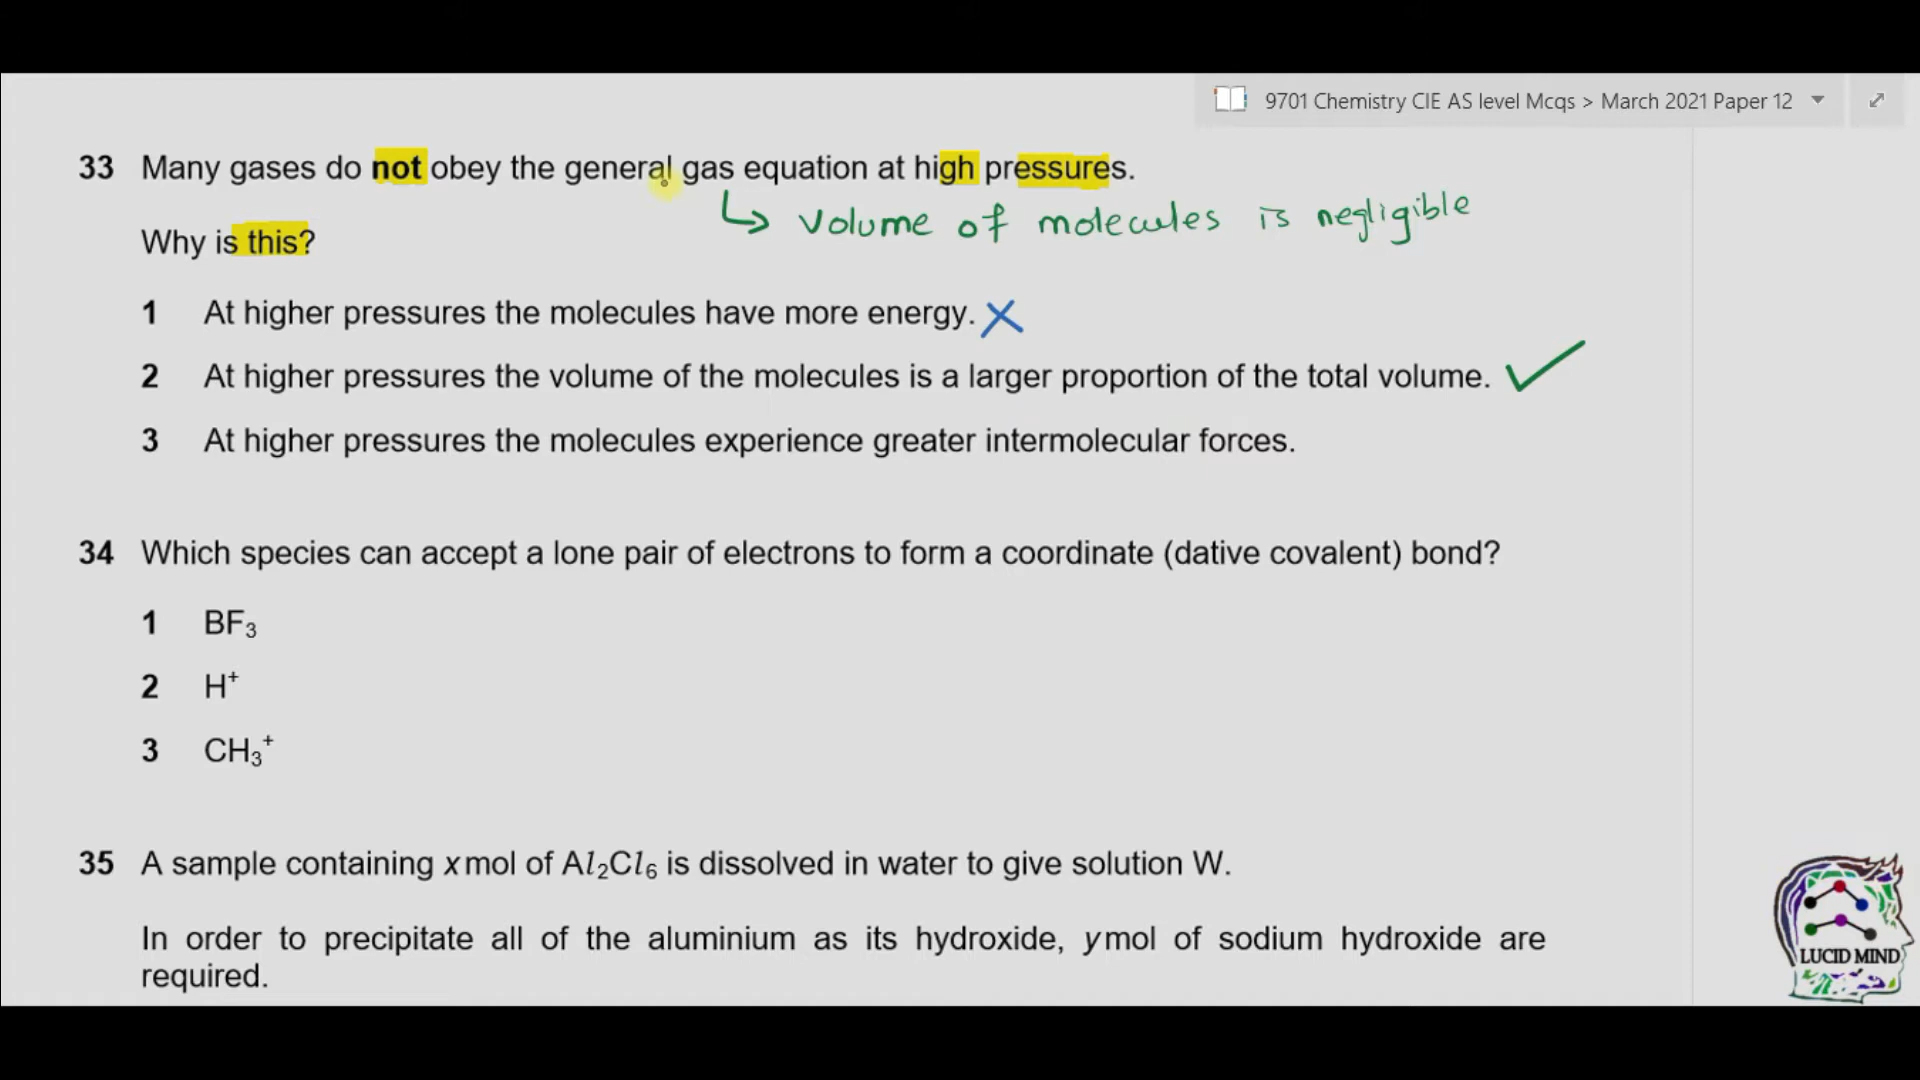 9701 Chemistry CIE AS level Mcqs > March 2021 Paper 12
33 Many gases do not obey the general gas equation at high pressures.
volume of molecules is negligible
Why is this?
1 At higher pressures the molecules have more energy.
2 At higher pressures the volume of the molecules is a larger proportion of the total volume.
3 At higher pressures the molecules experience greater intermolecular forces.
34 Which species can accept a lone pair of electrons to form a coordinate (dative covalent) bond?
1 BF₃
2 H⁺
3 CH₃⁺
35 A sample containing x mol of Al₂Cl₆ is dissolved in water to give solution W.
In order to precipitate all of the aluminium as its hydroxide, y mol of sodium hydroxide are
required.
LUCID MIND